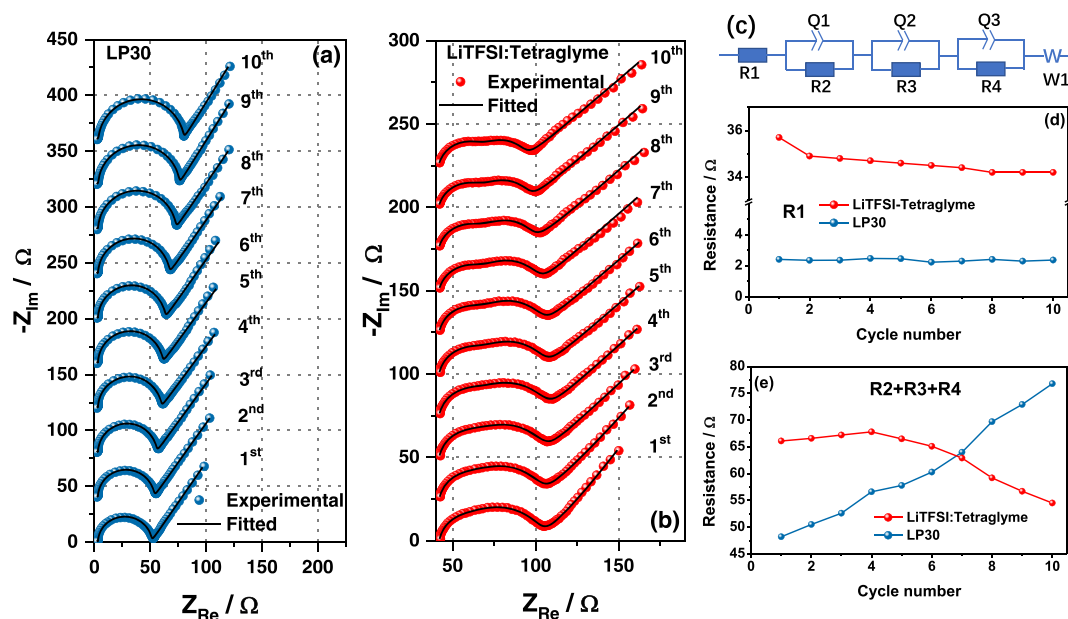 LP30
(a)
-Z_Im / Ω
450
400
350
300
250
200
150
100
50
0
10th
9th
8th
7th
6th
5th
4th
3rd
2nd
1st
Experimental
Fitted
0 50 100 150 200
Z_Re / Ω
LiTFSI:Tetraglyme
Experimental
Fitted
-Z_Im / Ω
300
250
200
150
100
50
0
10th
9th
8th
7th
6th
5th
4th
3rd
2nd
1st
(b)
50 100 150
Z_Re / Ω
(c)
Q1 Q2 Q3
R1 R2 R3 R4 W1
(d)
Resistance / Ω
36
34
4
2
0
R1
LiTFSI-Tetraglyme
LP30
0 2 4 6 8 10
Cycle number
(e)
R2+R3+R4
Resistance / Ω
80
75
70
65
60
55
50
45
LiTFSI:Tetraglyme
LP30
0 2 4 6 8 10
Cycle number